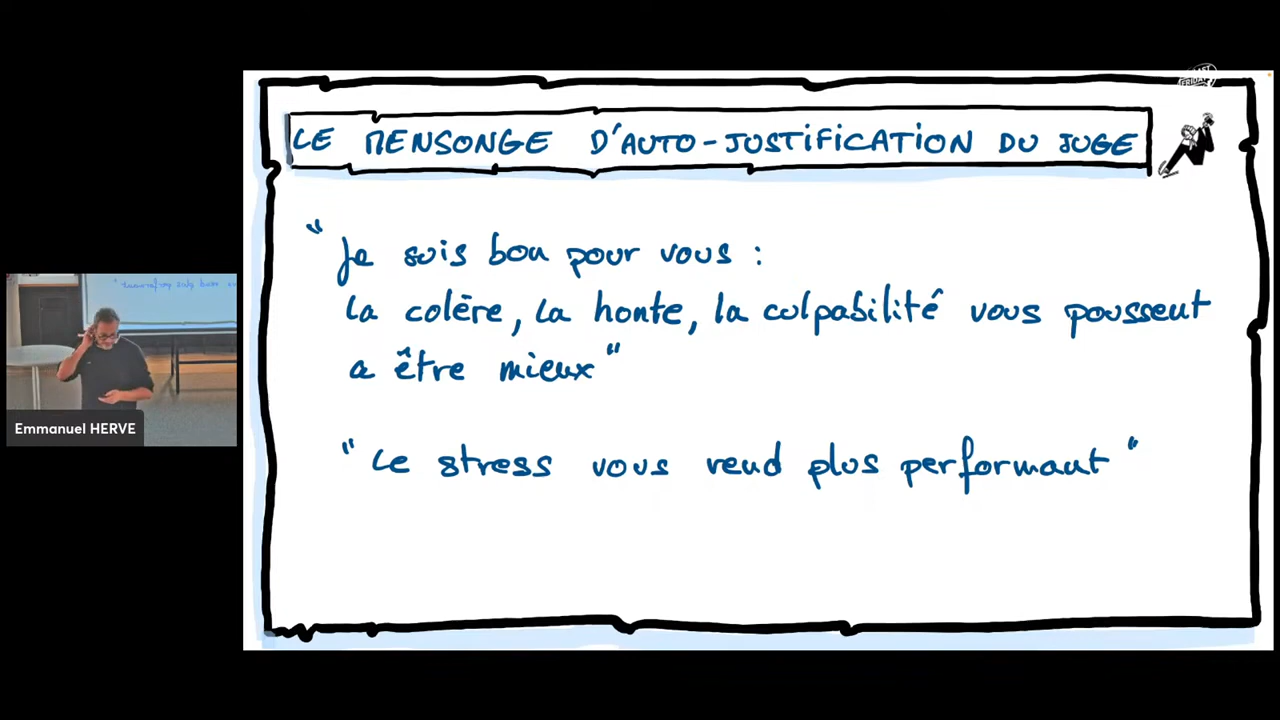 LE MENSONGE D'AUTO-JUSTIFICATION DU JUGE
"Je suis bon pour vous :
la colère, la honte, la culpabilité vous poussent
a être mieux"
"Le stress vous rend plus performant"
Emmanuel HERVE